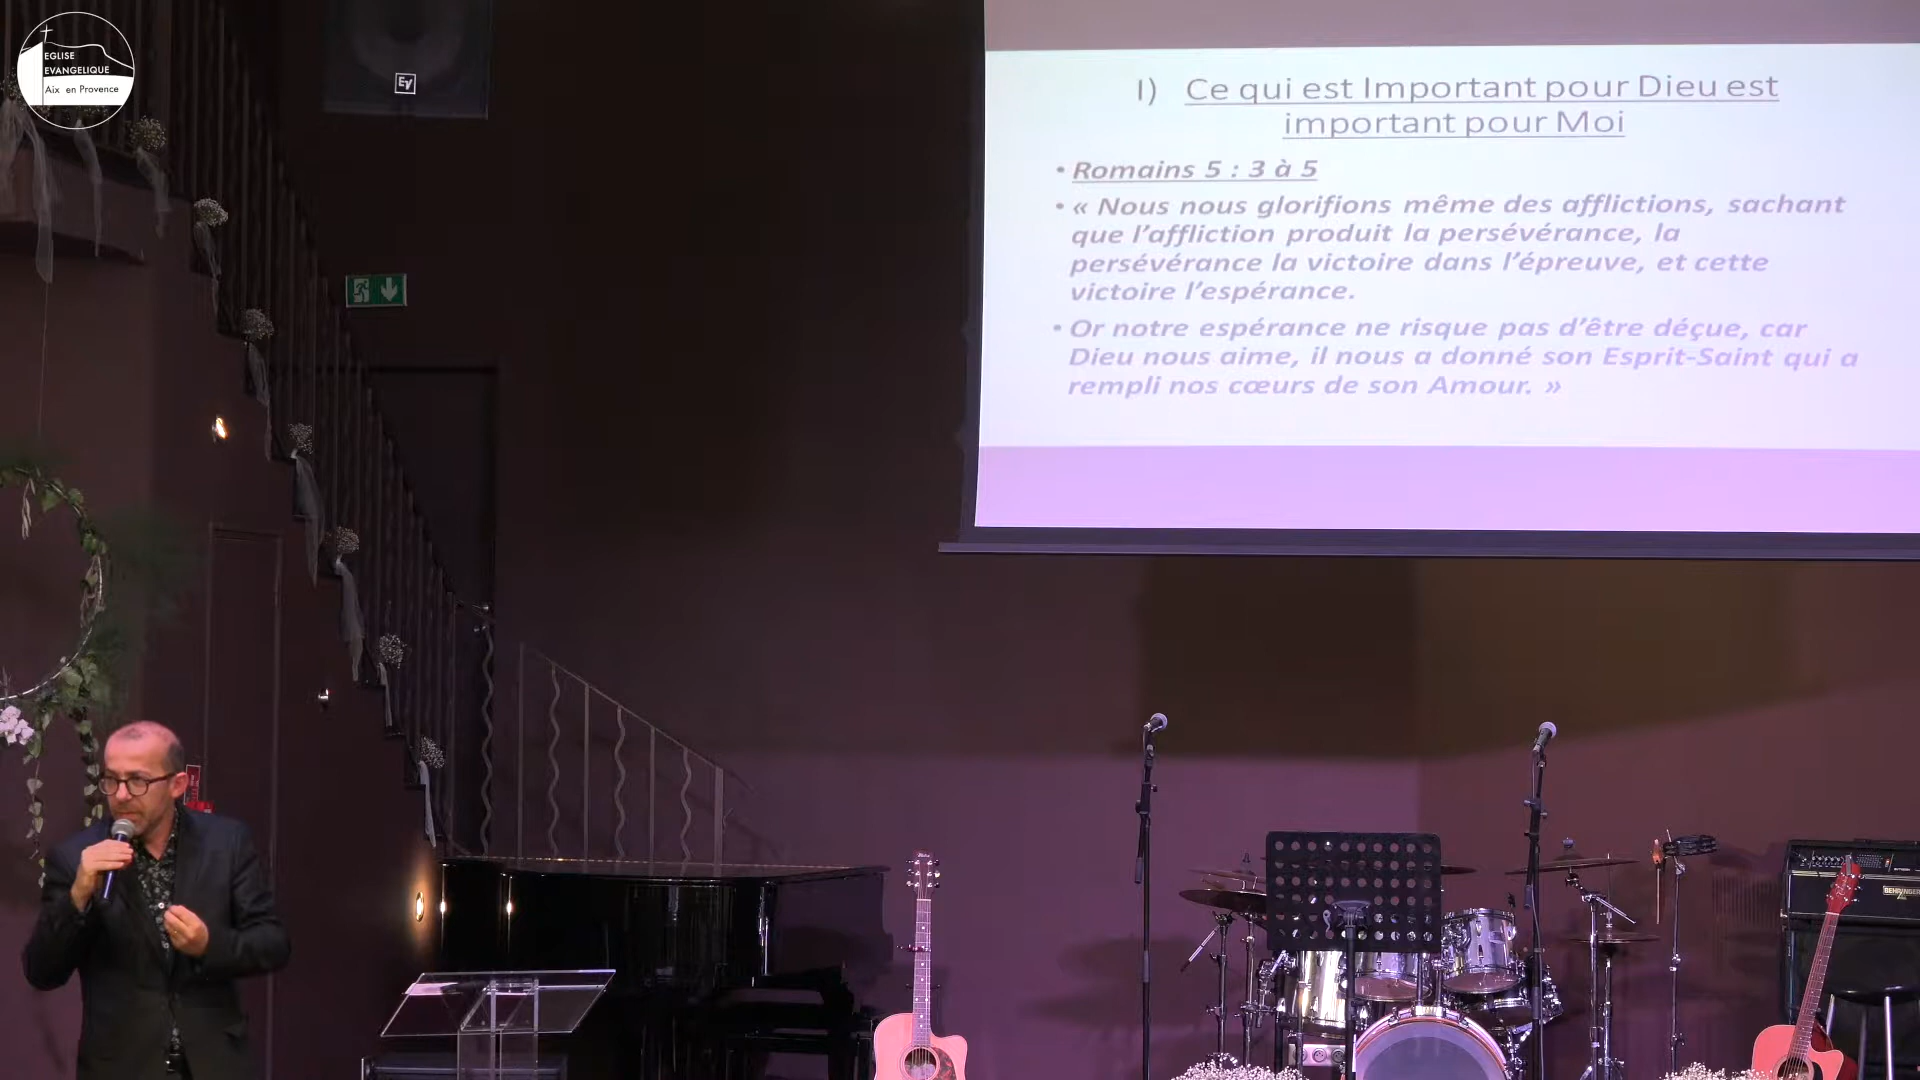 EGLISE
EVANGELIQUE
Aix en Provence
EV
I) Ce qui est Important pour Dieu est
important pour Moi
• Romains 5 : 3 à 5
• « Nous nous glorifions même des afflictions, sachant
que l’affliction produit la persévérance, la
persévérance la victoire dans l’épreuve, et cette
victoire l’espérance.
• Or notre espérance ne risque pas d’être déçue, car
Dieu nous aime, il nous a donné son Esprit-Saint qui a
rempli nos cœurs de son Amour. »
BEHRINGER